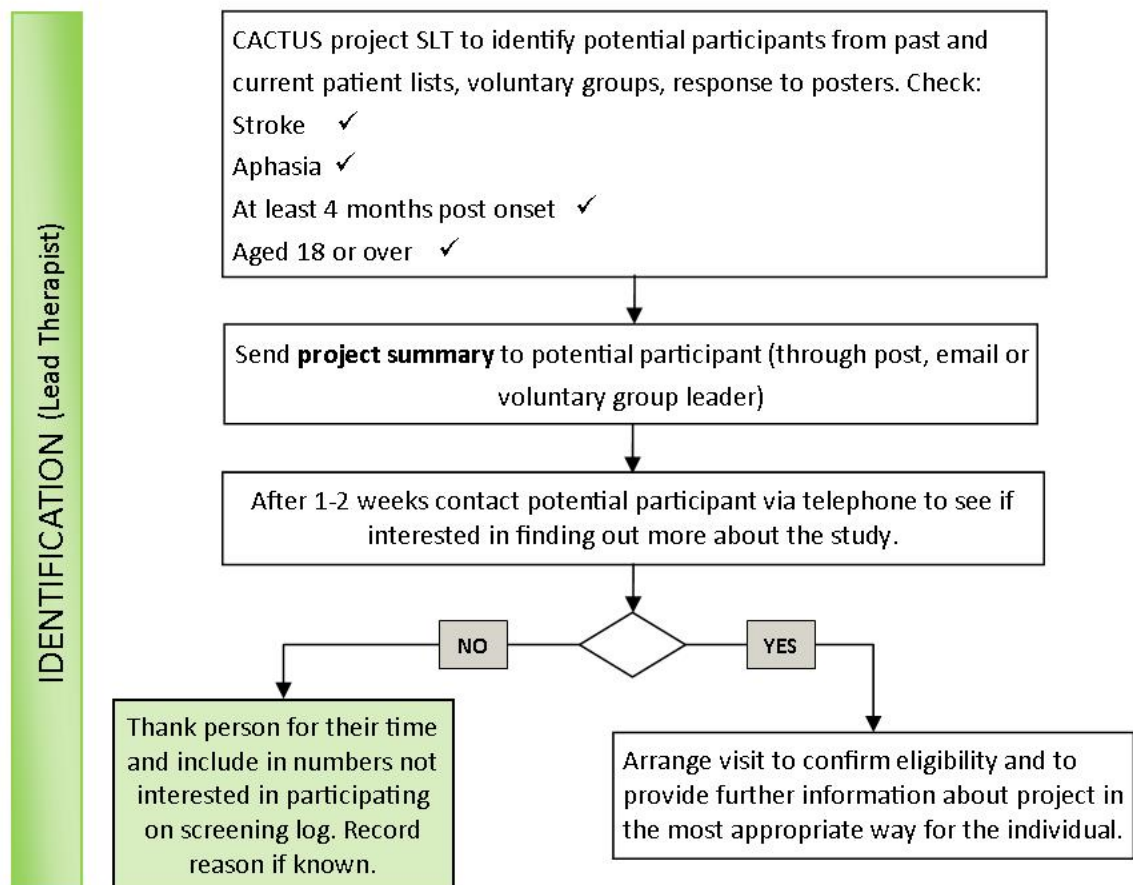 IDENTIFICATION (Lead Therapist)
CACTUS project SLT to identify potential participants from past and
current patient lists, voluntary groups, response to posters. Check:
Stroke ✓
Aphasia ✓
At least 4 months post onset ✓
Aged 18 or over ✓
Send project summary to potential participant (through post, email or
voluntary group leader)
After 1-2 weeks contact potential participant via telephone to see if
interested in finding out more about the study.
NO
YES
Thank person for their time
and include in numbers not
interested in participating
on screening log. Record
reason if known.
Arrange visit to confirm eligibility and to
provide further information about project in
the most appropriate way for the individual.